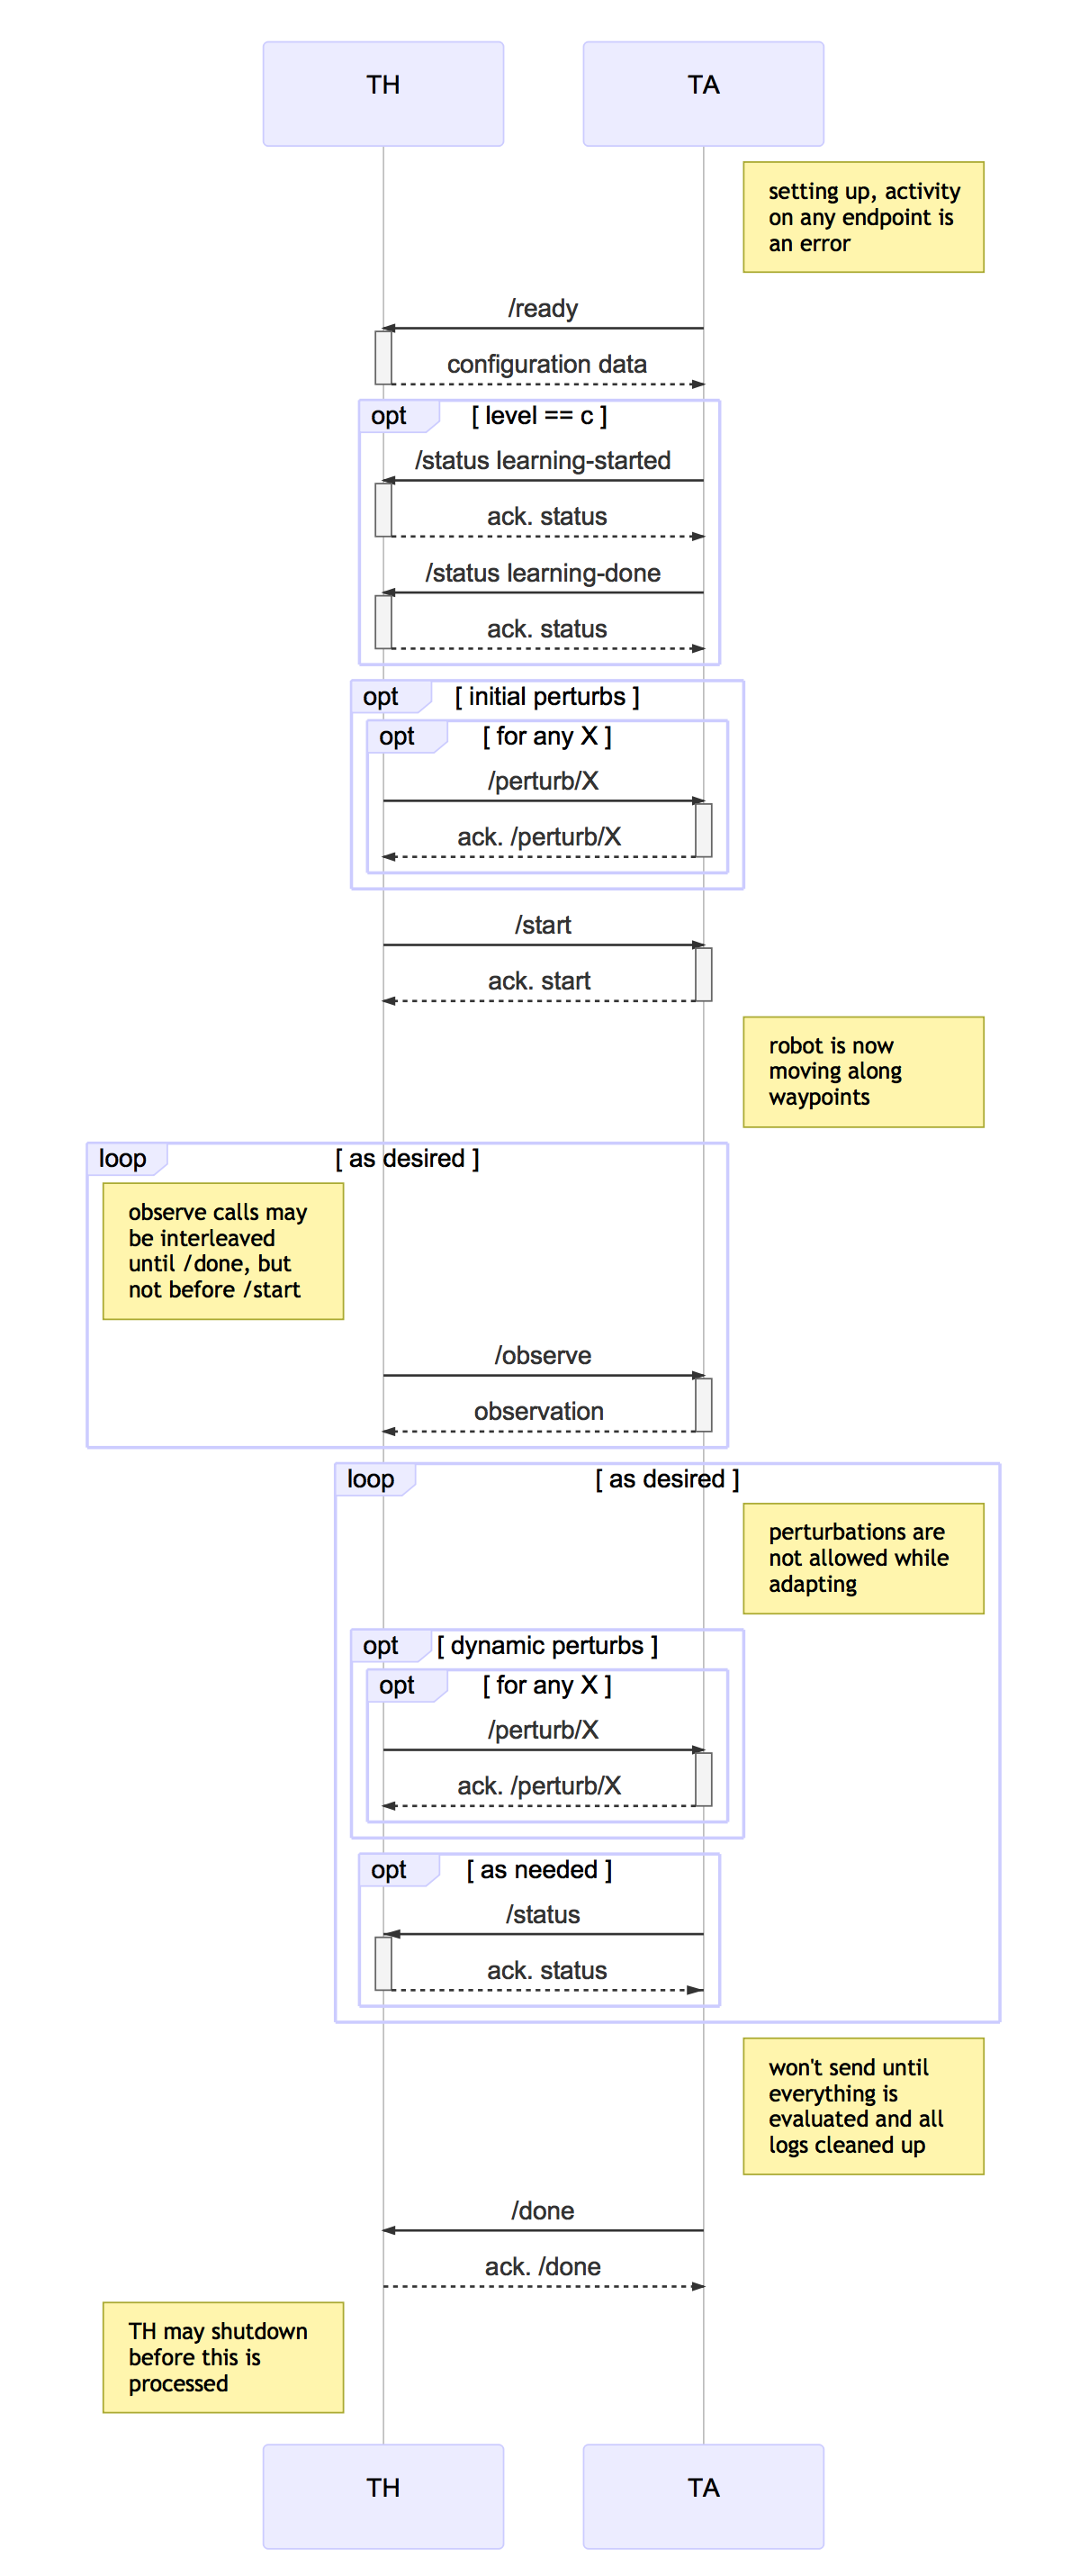 TH
TA
setting up, activity
on any endpoint is
an error
/ready
configuration data
opt
[ level == c ]
/status learning-started
ack. status
/status learning-done
ack. status
opt
[ initial perturbs ]
opt
[ for any X ]
/perturb/X
ack. /perturb/X
/start
ack. start
robot is now
moving along
waypoints
loop
[ as desired ]
observe calls may
be interleaved
until /done, but
not before /start
/observe
observation
loop
[ as desired ]
perturbations are
not allowed while
adapting
opt
[ dynamic perturbs ]
opt
[ for any X ]
/perturb/X
ack. /perturb/X
opt
[ as needed ]
/status
ack. status
won't send until
everything is
evaluated and all
logs cleaned up
/done
ack. /done
TH may shutdown
before this is
processed
TH
TA